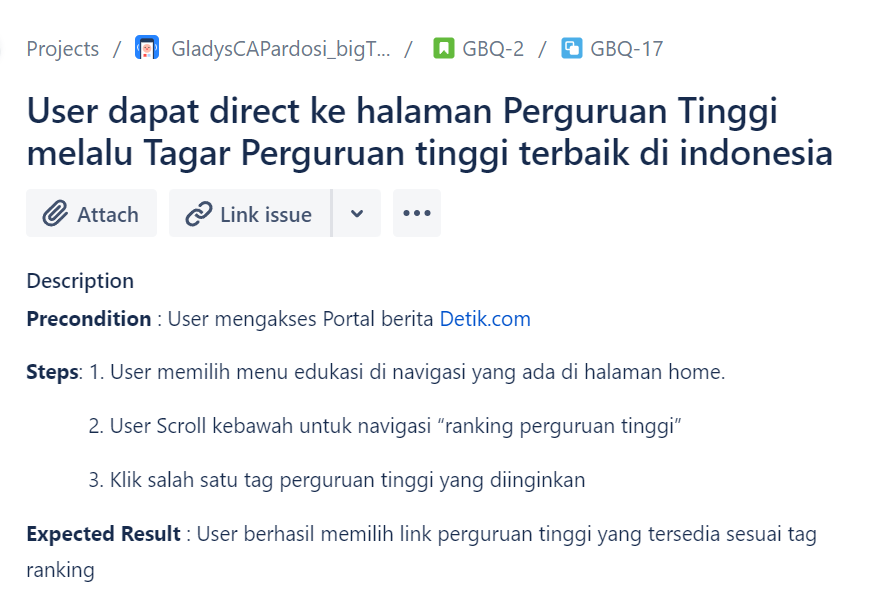 Projects / GladysCAPardosi_bigT... / GBQ-2 / GBQ-17
User dapat direct ke halaman Perguruan Tinggi
melalu Tagar Perguruan tinggi terbaik di indonesia
Attach Link issue
Description
Precondition : User mengakses Portal berita Detik.com
Steps: 1. User memilih menu edukasi di navigasi yang ada di halaman home.
2. User Scroll kebawah untuk navigasi “ranking perguruan tinggi”
3. Klik salah satu tag perguruan tinggi yang diinginkan
Expected Result : User berhasil memilih link perguruan tinggi yang tersedia sesuai tag
ranking